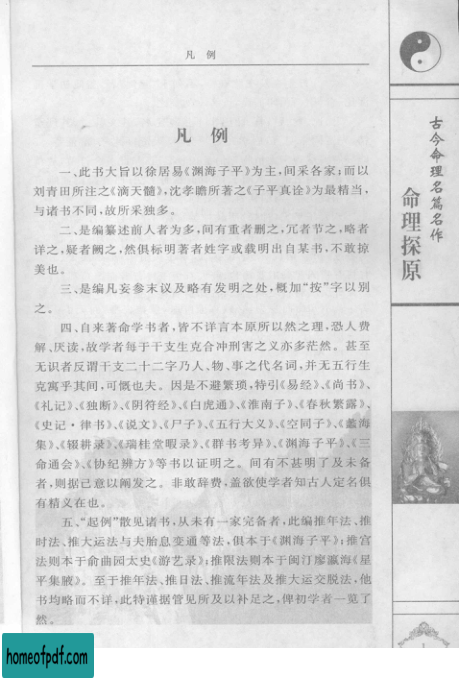 凡 例
凡 例
一、此书大旨以徐居易《渊海子平》为主，间采各家；而以
刘青田所注之《滴天髓》，沈孝瞻所著之《子平真诠》为最精当，
与诸书不同，故所采独多。
二、是编纂述前人者为多，间有重者删之，冗者节之，略者
详之，疑者阙之，然俱标明著者姓字或载明出自某书，不敢掠
美也。
三、是编凡妄参末议及略有发明之处，概加“按”字以别
之。
四、自来著命学书者，皆不详言本原所以然之理，恐人费
解、厌读，故学者每于干支生克合冲刑害之义亦多茫然。甚至
无识者反谓干支二十二字乃人、物、事之代名词，并无五行生
克寓乎其间，可慨也夫。因是不避繁琐，特引《易经》、《尚书》、
《礼记》、《独断》、《阴符经》、《白虎通》、《淮南子》、《春秋繁露》、
《史记·律书》、《说文》、《尸子》、《五行大义》、《空同子》、《蠡海
集》、《辍耕录》、《瑞桂堂暇录》、《群书考异》、《渊海子平》、《三
命通会》、《协纪辨方》等书以证明之。间有不甚明了及未备
者，则据己意以阐发之。非敢辞费，盖欲使学者知古人定名俱
有精义在也。
五、“起例”散见诸书，从未有一家完备者，此编推年法、推
时法、推大运法与夫胎息变通等法，俱本于《渊海子平》；推宫
法则本于俞曲园太史《游艺录》；推限法则本于闽汀廖瀛海《星
平集腋》。至于推年法、推日法、推流年法及推大运交脱法，他
书均略而不详，此特谨据管见所及以补足之，俾初学者一览了
然。
古今命理名篇名作
命理探原
1
homeofpdf.com